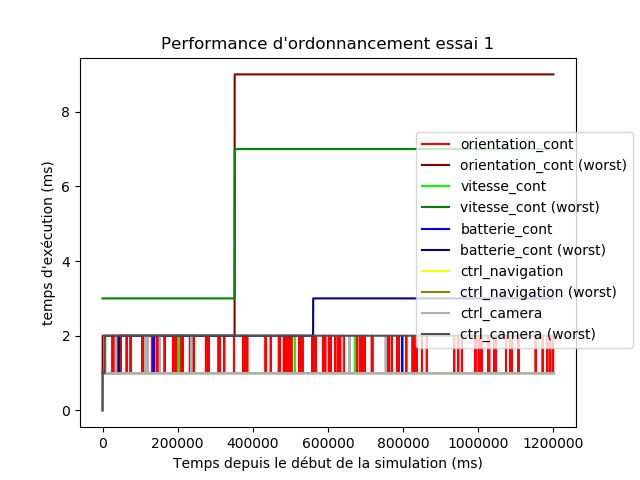 Performance d'ordonnancement essai 1
temps d'exécution (ms)
8
6
4
2
0
orientation_cont
orientation_cont (worst)
vitesse_cont
vitesse_cont (worst)
batterie_cont
batterie_cont (worst)
ctrl_navigation
ctrl_navigation (worst)
ctrl_camera
ctrl_camera (worst)
0 200000 400000 600000 800000 1000000 1200000
Temps depuis le début de la simulation (ms)